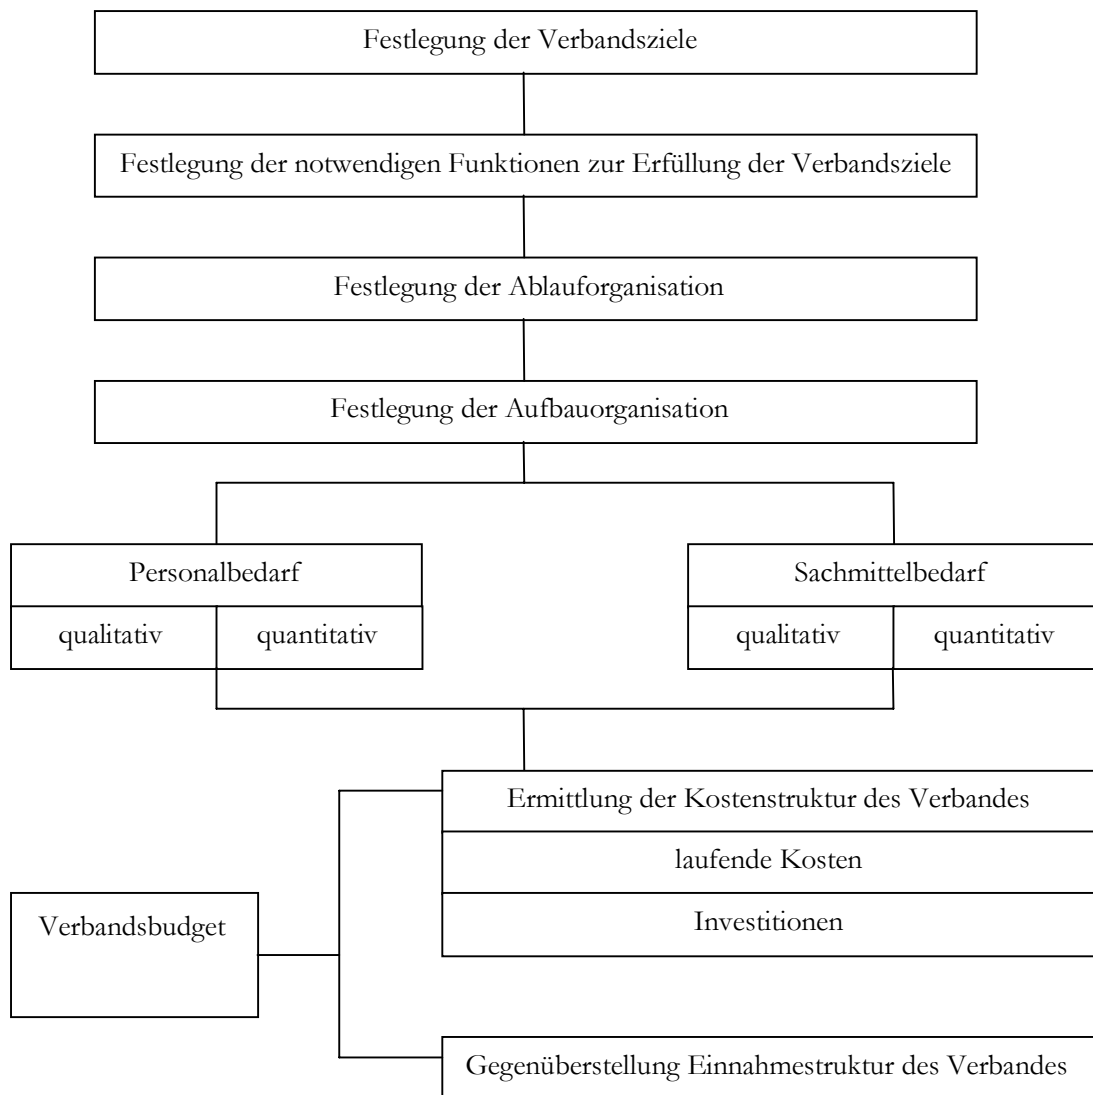 Festlegung der Verbandsziele
Festlegung der notwendigen Funktionen zur Erfüllung der Verbandsziele
Festlegung der Ablauforganisation
Festlegung der Aufbauorganisation
Personalbedarf
qualitativ
quantitativ
Sachmittelbedarf
qualitativ
quantitativ
Ermittlung der Kostenstruktur des Verbandes
laufende Kosten
Investitionen
Verbandsbudget
Gegenüberstellung Einnahmestruktur des Verbandes